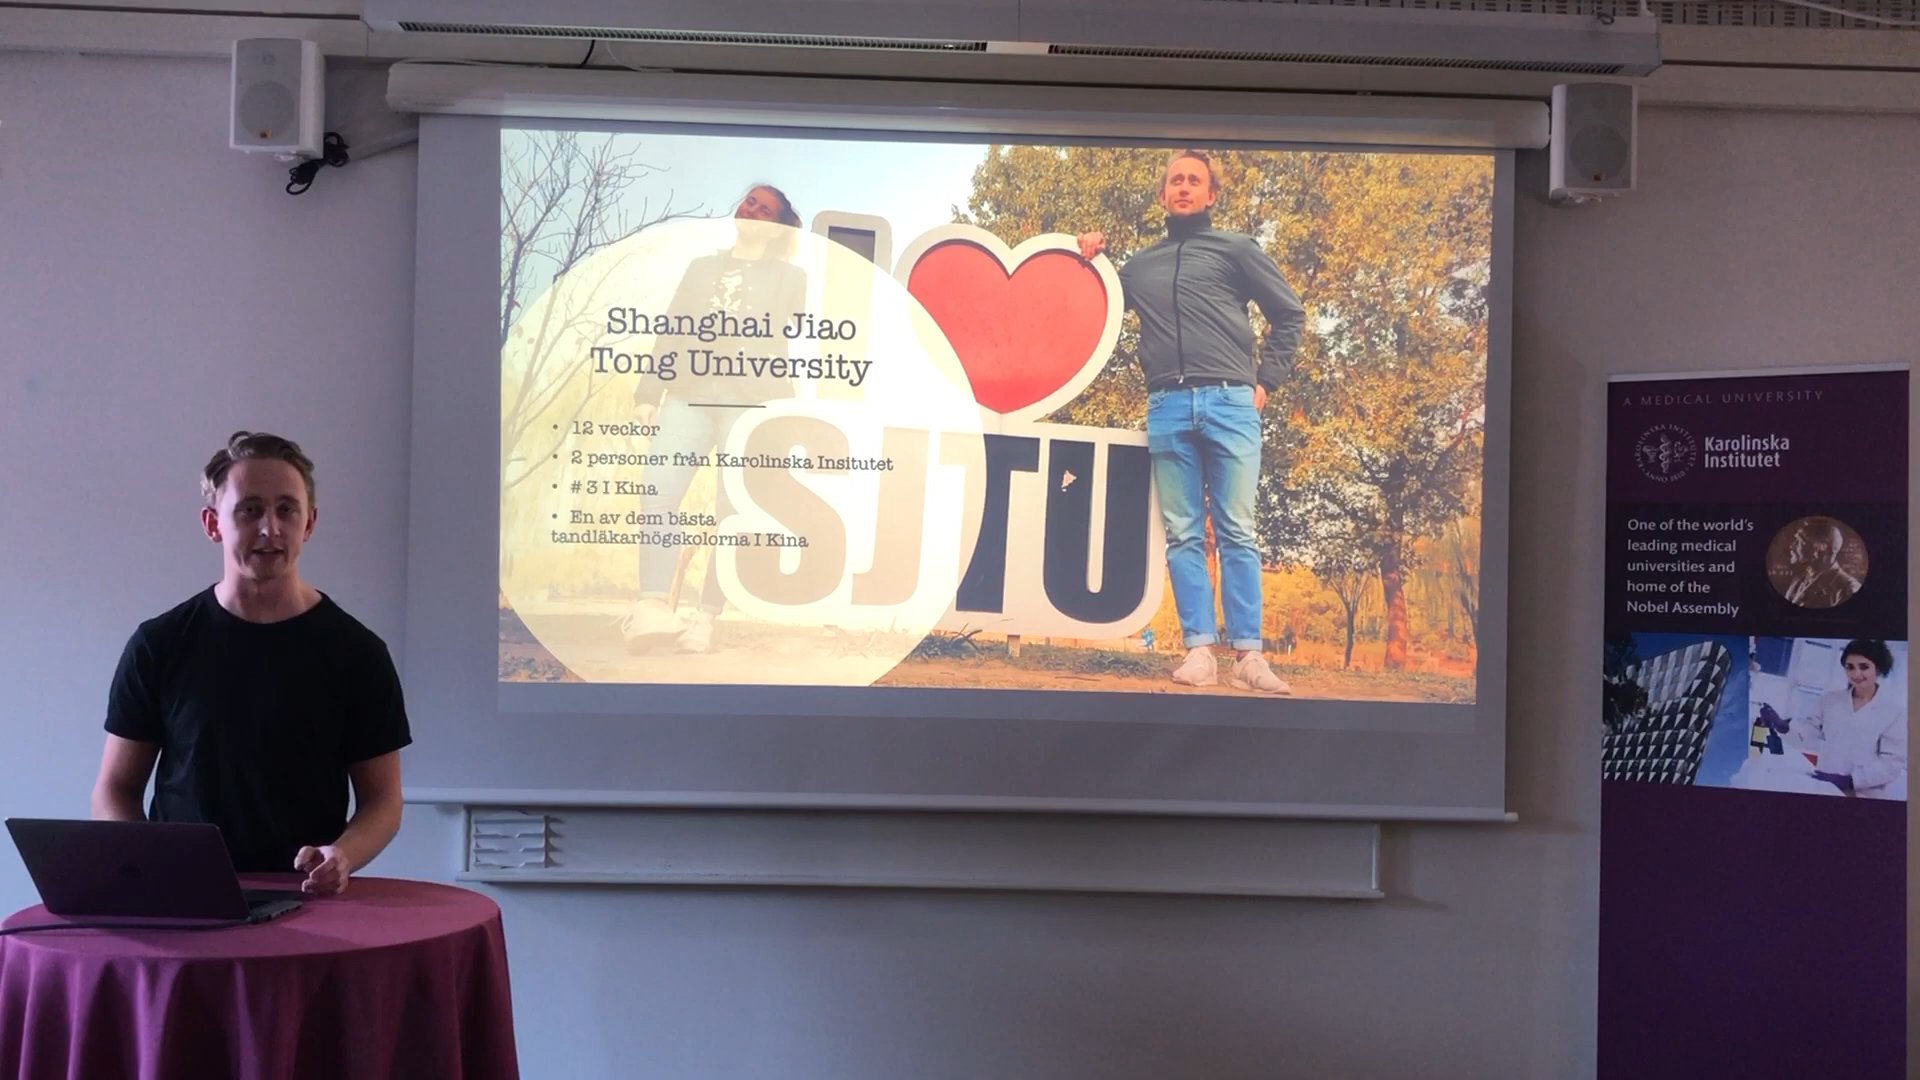 Shanghai Jiao
Tong University
• 12 veckor
• 2 personer från Karolinska Insitutet
• # 3 I Kina
• En av dem bästa
tandläkarhögskolorna I Kina
I
SJTU
A MEDICAL UNIVERSITY
Karolinska
Institutet
One of the world's
leading medical
universities and
home of the
Nobel Assembly